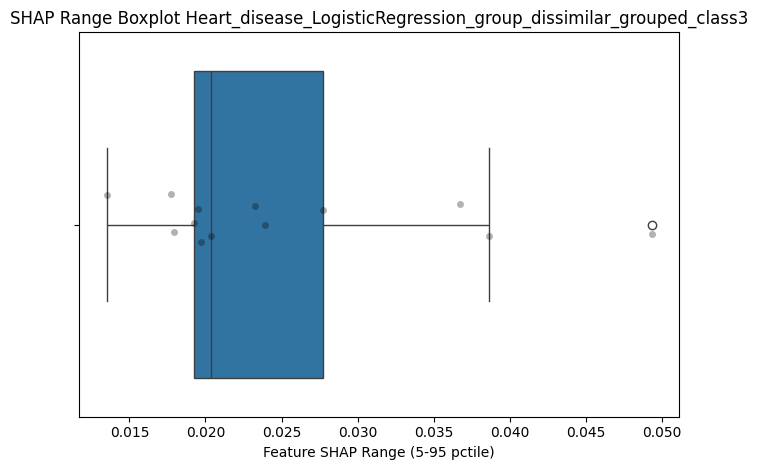 SHAP Range Boxplot Heart_disease_LogisticRegression_group_dissimilar_grouped_class3
0.015 0.020 0.025 0.030 0.035 0.040 0.045 0.050
Feature SHAP Range (5-95 pctile)